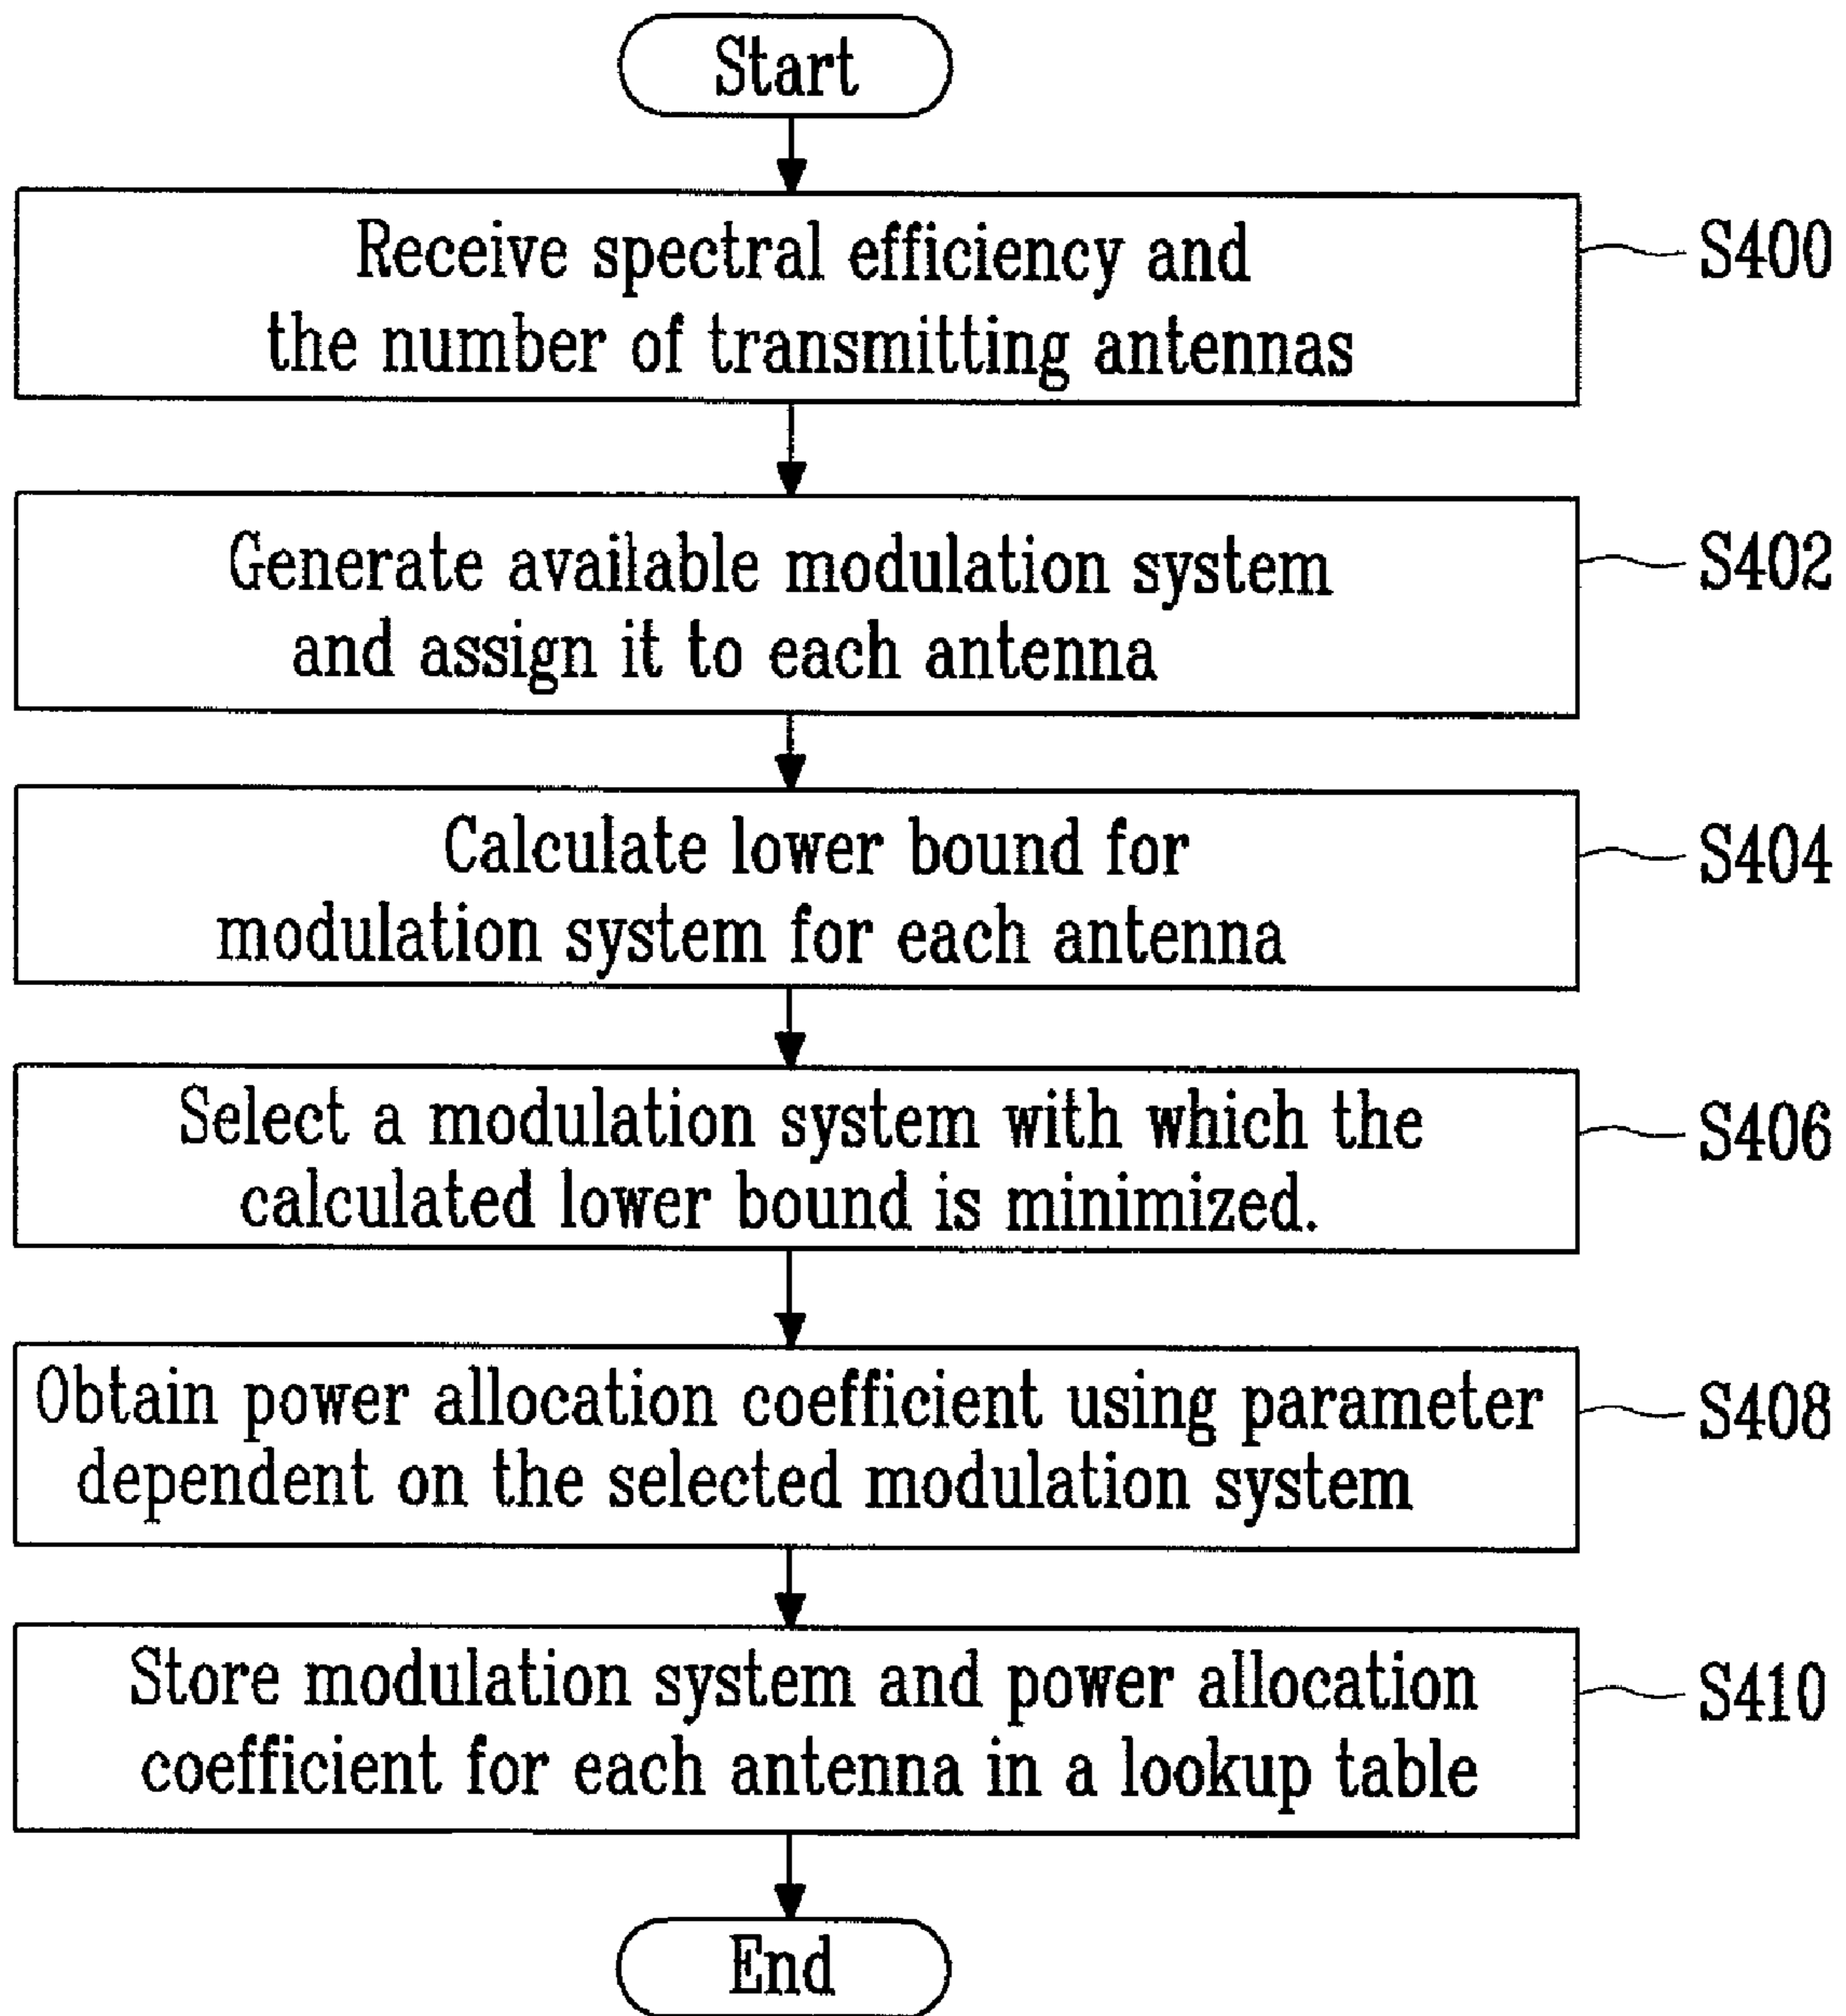 Start
Receive spectral efficiency and
the number of transmitting antennas
S400
Generate available modulation system
and assign it to each antenna
S402
Calculate lower bound for
modulation system for each antenna
S404
Select a modulation system with which the
calculated lower bound is minimized.
S406
Obtain power allocation coefficient using parameter
dependent on the selected modulation system
S408
Store modulation system and power allocation
coefficient for each antenna in a lookup table
S410
End